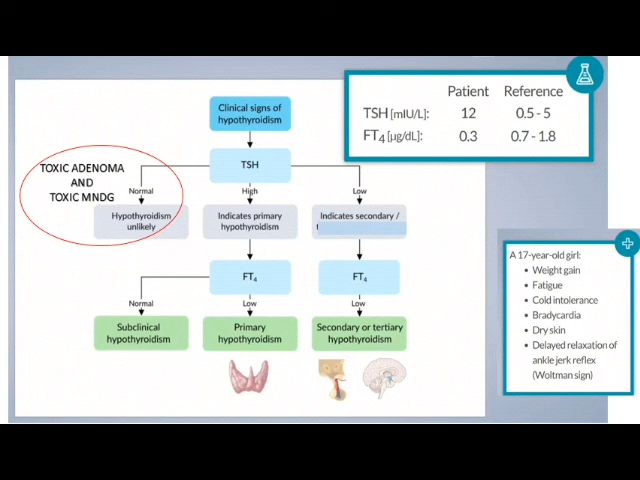 Patient Reference
TSH [mIU/L]: 12 0.5 - 5
FT4 [µg/dL]: 0.3 0.7 - 1.8
Clinical signs of
hypothyroidism
TSH
TOXIC ADENOMA
AND
TOXIC MNDG
Normal
High
Low
Hypothyroidism
unlikely
Indicates primary
hypothyroidism
Indicates secondary /
FT4
FT4
Normal
Low
Low
Subclinical
hypothyroidism
Primary
hypothyroidism
Secondary or tertiary
hypothyroidism
A 17-year-old girl:
• Weight gain
• Fatigue
• Cold intolerance
• Bradycardia
• Dry skin
• Delayed relaxation of
ankle jerk reflex
(Woltman sign)